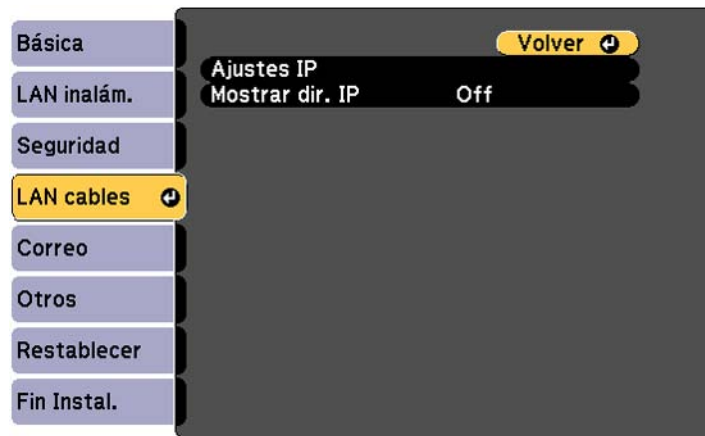 Básica
LAN inalám.
Seguridad
LAN cables
Correo
Otros
Restablecer
Fin Instal.
Volver
Ajustes IP
Mostrar dir. IP Off